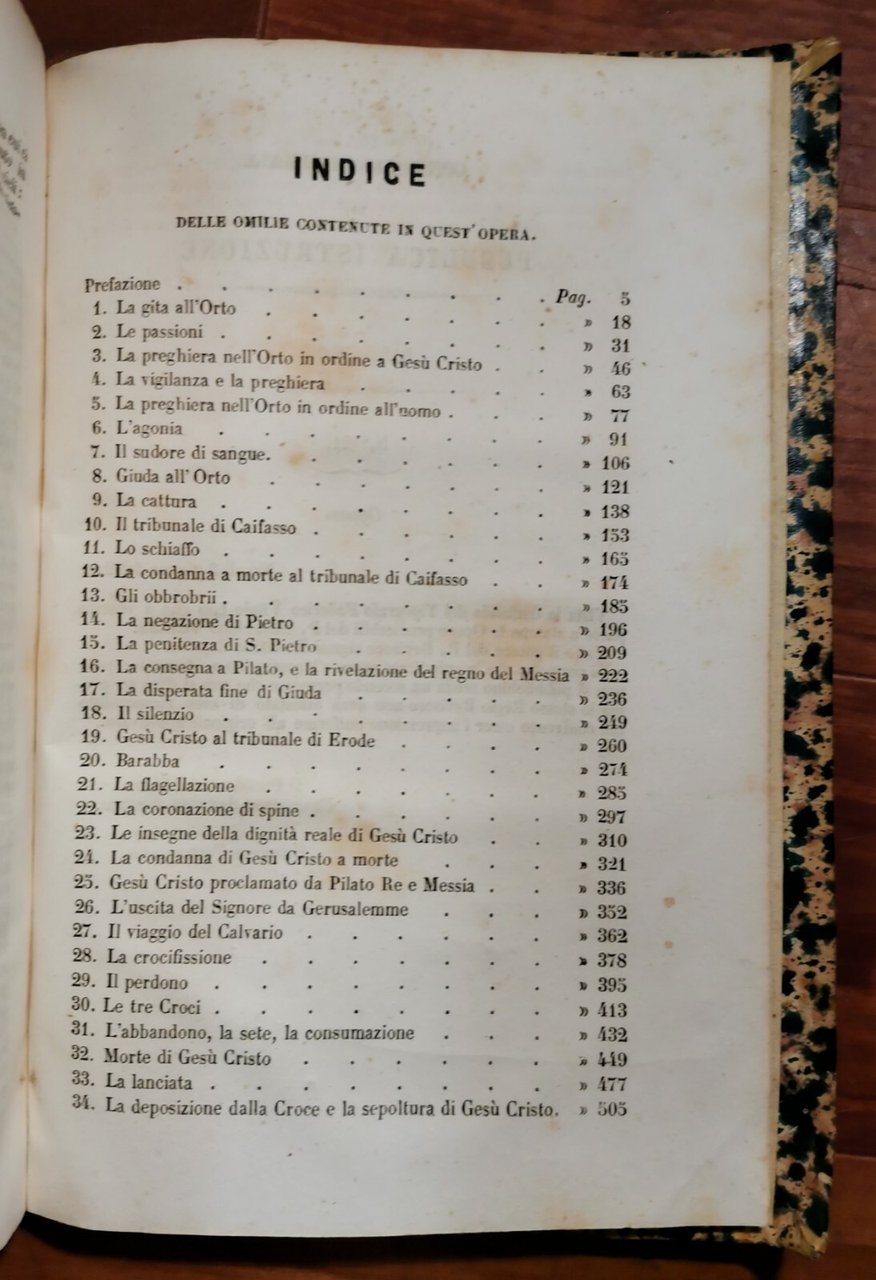 INDICE
DELLE OMILIE CONTENUTE IN QUEST'OPERA.
Prefazione . . . . . . . . . Pag. 5
1. La gita all'Orto . . . . . . . » 18
2. Le passioni . . . . . . . . » 31
3. La preghiera nell'Orto in ordine a Gesù Cristo . . » 46
4. La vigilanza e la preghiera . . . . . » 63
5. La preghiera nell'Orto in ordine all'uomo . . . » 77
6. L'agonia . . . . . . . . » 91
7. Il sudore di sangue. . . . . . . » 106
8. Giuda all'Orto . . . . . . . » 121
9. La cattura . . . . . . . . » 138
10. Il tribunale di Caifasso . . . . . . » 153
11. Lo schiaffo . . . . . . . . » 165
12. La condanna a morte al tribunale di Caifasso . . » 174
13. Gli obbrobrii . . . . . . . . » 185
14. La negazione di Pietro . . . . . . » 196
15. La penitenza di S. Pietro . . . . . » 209
16. La consegna a Pilato, e la rivelazione del regno del Messia » 222
17. La disperata fine di Giuda . . . . . » 236
18. Il silenzio . . . . . . . . » 249
19. Gesù Cristo al tribunale di Erode . . . . » 260
20. Barabba . . . . . . . . » 274
21. La flagellazione . . . . . . . » 285
22. La coronazione di spine . . . . . . » 297
23. Le insegne della dignità reale di Gesù Cristo . . » 310
24. La condanna di Gesù Cristo a morte . . . » 321
25. Gesù Cristo proclamato da Pilato Re e Messia . . » 336
26. L'uscita del Signore da Gerusalemme . . . » 352
27. Il viaggio del Calvario . . . . . . » 362
28. La crocifissione . . . . . . . » 378
29. Il perdono . . . . . . . . » 395
30. Le tre Croci . . . . . . . . » 413
31. L'abbandono, la sete, la consumazione . . . » 432
32. Morte di Gesù Cristo . . . . . . » 449
33. La lanciata . . . . . . . . » 477
34. La deposizione dalla Croce e la sepoltura di Gesù Cristo. » 505